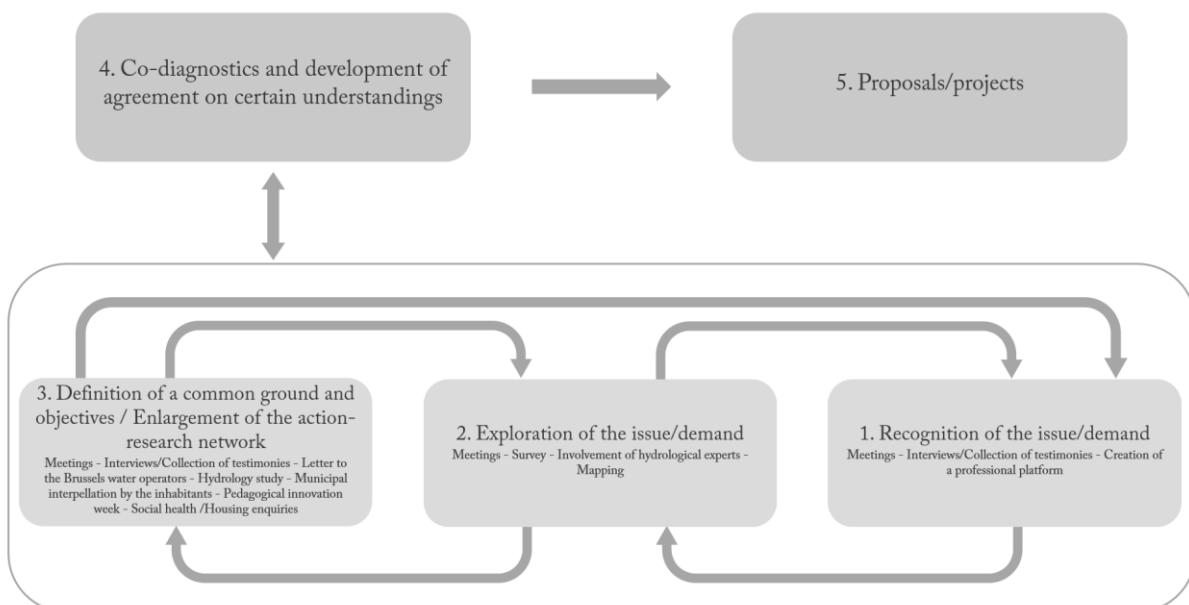 4. Co-diagnostics and development of
agreement on certain understandings
5. Proposals/projects
3. Definition of a common ground and
objectives / Enlargement of the action-
research network
Meetings - Interviews/Collection of testimonies - Letter to
the Brussels water operators - Hydrology study - Municipal
interpellation by the inhabitants - Pedagogical innovation
week - Social health /Housing enquiries
2. Exploration of the issue/demand
Meetings - Survey - Involvement of hydrological experts -
Mapping
1. Recognition of the issue/demand
Meetings - Interviews/Collection of testimonies - Creation of
a professional platform